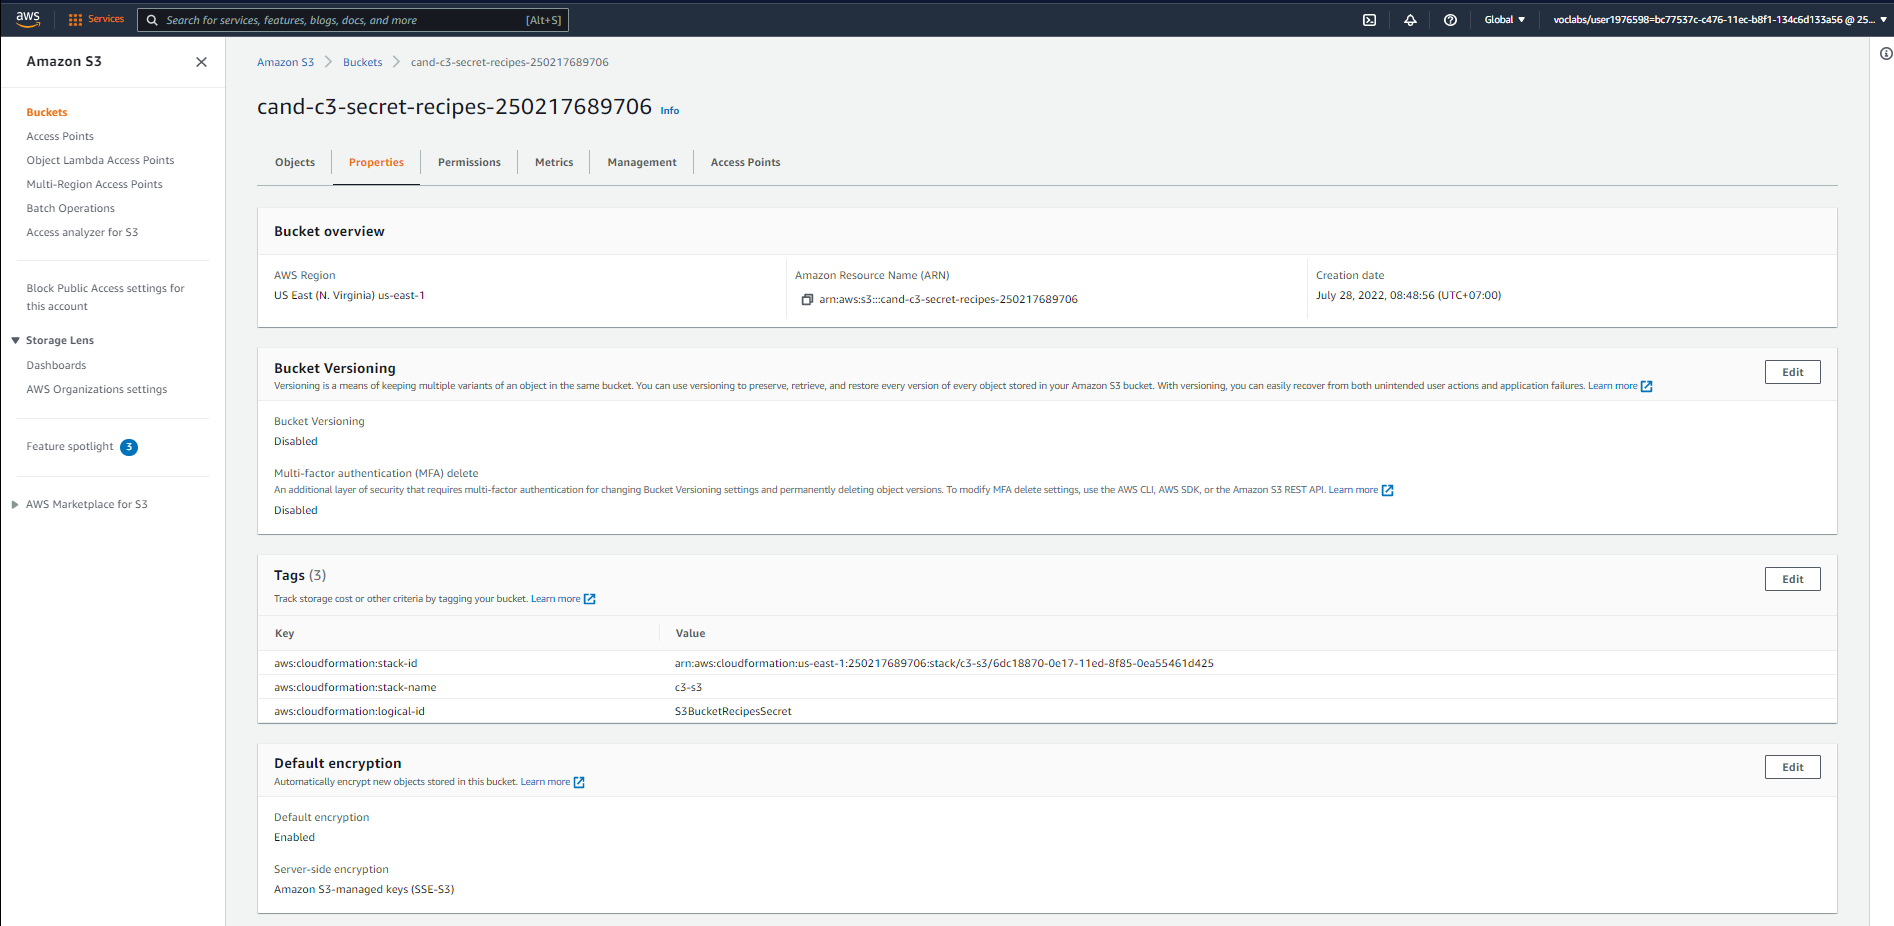 aws
Services
Search for services, features, blogs, docs, and more
[Alt+S]
Global
voclabs/user1976598=bc77537c-c476-11ec-b8f1-134c6d133a56 @ 25...
Amazon S3
Buckets
Access Points
Object Lambda Access Points
Multi-Region Access Points
Batch Operations
Access analyzer for S3
Block Public Access settings for
this account
Storage Lens
Dashboards
AWS Organizations settings
Feature spotlight 3
AWS Marketplace for S3
Amazon S3 Buckets cand-c3-secret-recipes-250217689706
cand-c3-secret-recipes-250217689706 Info
Objects Properties Permissions Metrics Management Access Points
Bucket overview
AWS Region
US East (N. Virginia) us-east-1
Amazon Resource Name (ARN)
arn:aws:s3:::cand-c3-secret-recipes-250217689706
Creation date
July 28, 2022, 08:48:56 (UTC+07:00)
Bucket Versioning
Edit
Versioning is a means of keeping multiple variants of an object in the same bucket. You can use versioning to preserve, retrieve, and restore every version of every object stored in your Amazon S3 bucket. With versioning, you can easily recover from both unintended user actions and application failures. Learn more
Bucket Versioning
Disabled
Multi-factor authentication (MFA) delete
An additional layer of security that requires multi-factor authentication for changing Bucket Versioning settings and permanently deleting object versions. To modify MFA delete settings, use the AWS CLI, AWS SDK, or the Amazon S3 REST API. Learn more
Disabled
Tags (3)
Edit
Track storage cost or other criteria by tagging your bucket. Learn more
Key Value
aws:cloudformation:stack-id arn:aws:cloudformation:us-east-1:250217689706:stack/c3-s3/6dc18870-0e17-11ed-8f85-0ea55461d425
aws:cloudformation:stack-name c3-s3
aws:cloudformation:logical-id S3BucketRecipesSecret
Default encryption
Edit
Automatically encrypt new objects stored in this bucket. Learn more
Default encryption
Enabled
Server-side encryption
Amazon S3-managed keys (SSE-S3)